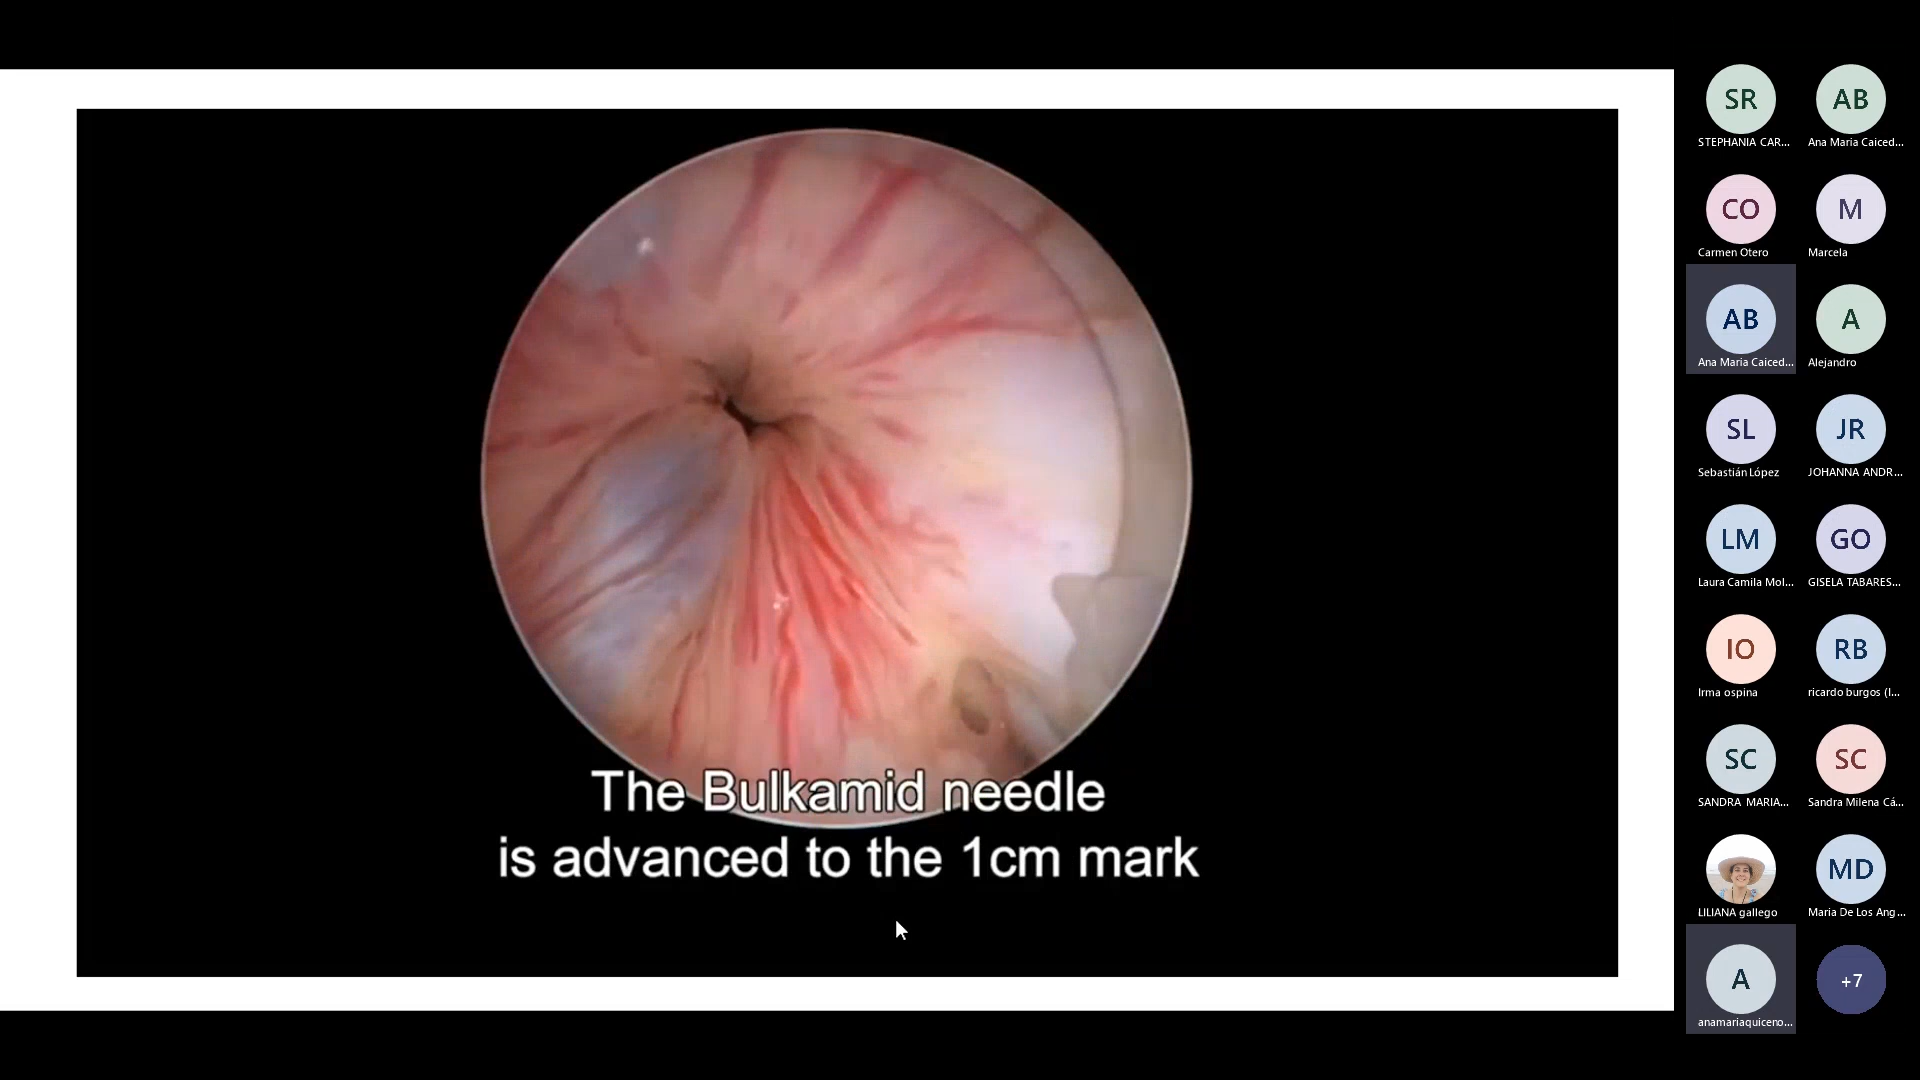 The Bulkamid needle
is advanced to the 1cm mark
SR
AB
STEPHANIA CAR...
Ana Maria Caiced...
CO
M
Carmen Otero
Marcela
AB
A
Ana Maria Caiced...
Alejandro
SL
JR
Sebastián López
JOHANNA ANDR...
LM
GO
Laura Camila Mol...
GISELA TABARES...
IO
RB
Irma ospina
ricardo burgos (I...
SC
SC
SANDRA MARIA...
Sandra Milena Cá...
MD
LILIANA gallego
Maria De Los Ang...
A
+7
anamariaquiceno...